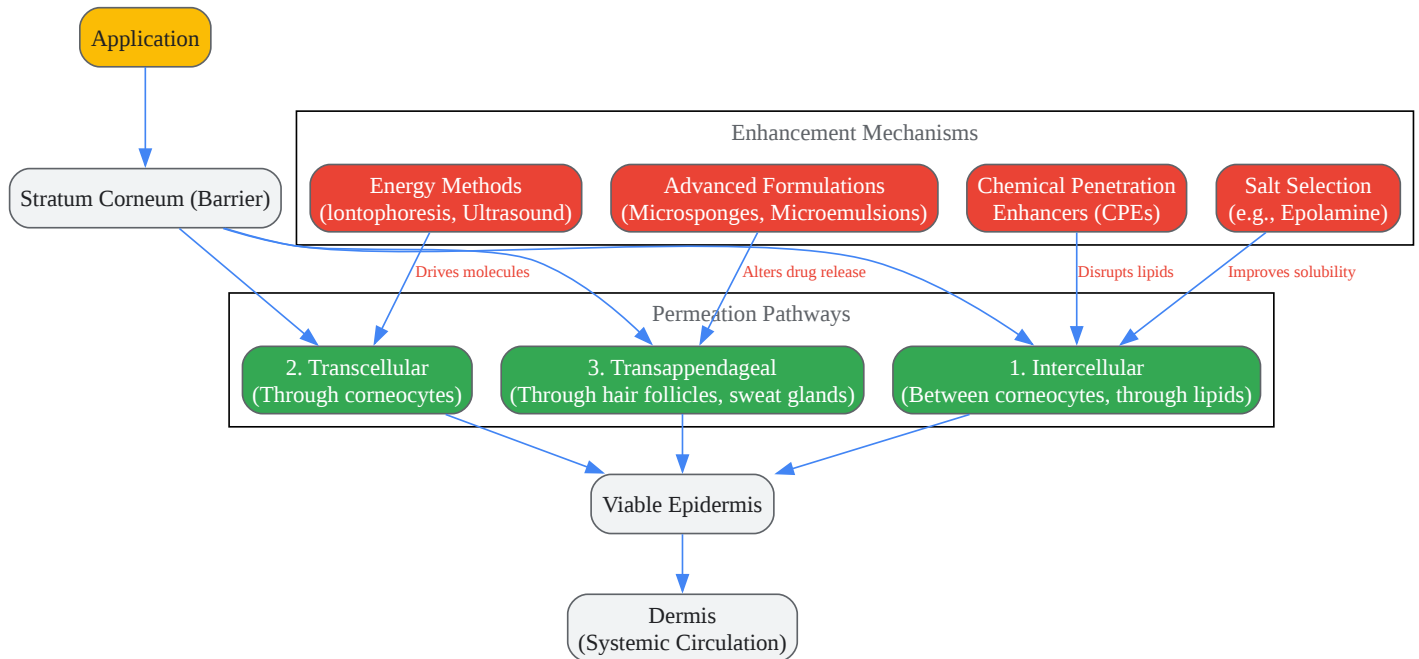 Application
Enhancement Mechanisms
Stratum Corneum (Barrier)
Energy Methods
(Iontophoresis, Ultrasound)
Advanced Formulations
(Microsponges, Microemulsions)
Chemical Penetration
Enhancers (CPEs)
Salt Selection
(e.g., Epolamine)
Drives molecules
Alters drug release
Disrupts lipids
Improves solubility
Permeation Pathways
2. Transcellular
(Through corneocytes)
3. Transappendageal
(Through hair follicles, sweat glands)
1. Intercellular
(Between corneocytes, through lipids)
Viable Epidermis
Dermis
(Systemic Circulation)